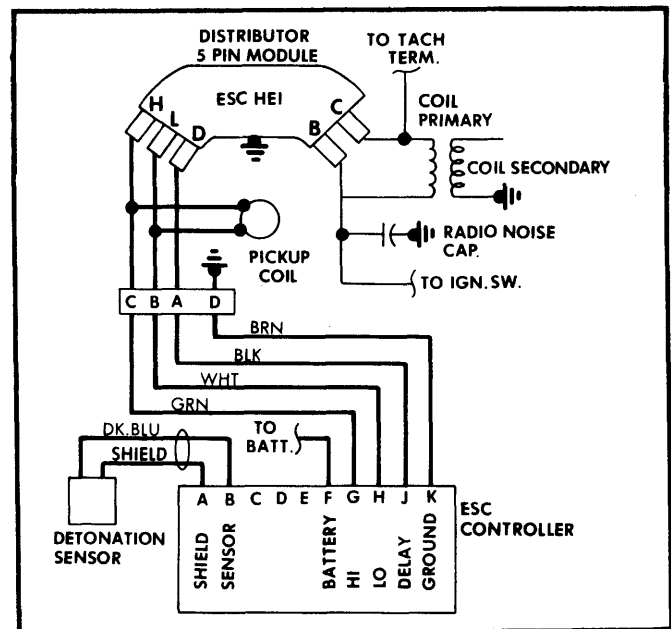 DISTRIBUTOR
5 PIN MODULE
TO TACH
TERM.
ESC HEI
H
L
D
B
C
COIL
PRIMARY
COIL SECONDARY
RADIO NOISE
CAP.
TO IGN. SW.
PICKUP
COIL
C B A D
BRN
BLK
WHT
GRN
DK.BLU
SHIELD
TO
BATT.
DETONATION
SENSOR
A B C D E F G H J K
SHIELD
SENSOR
BATTERY
HI
LO
DELAY
GROUND
ESC
CONTROLLER